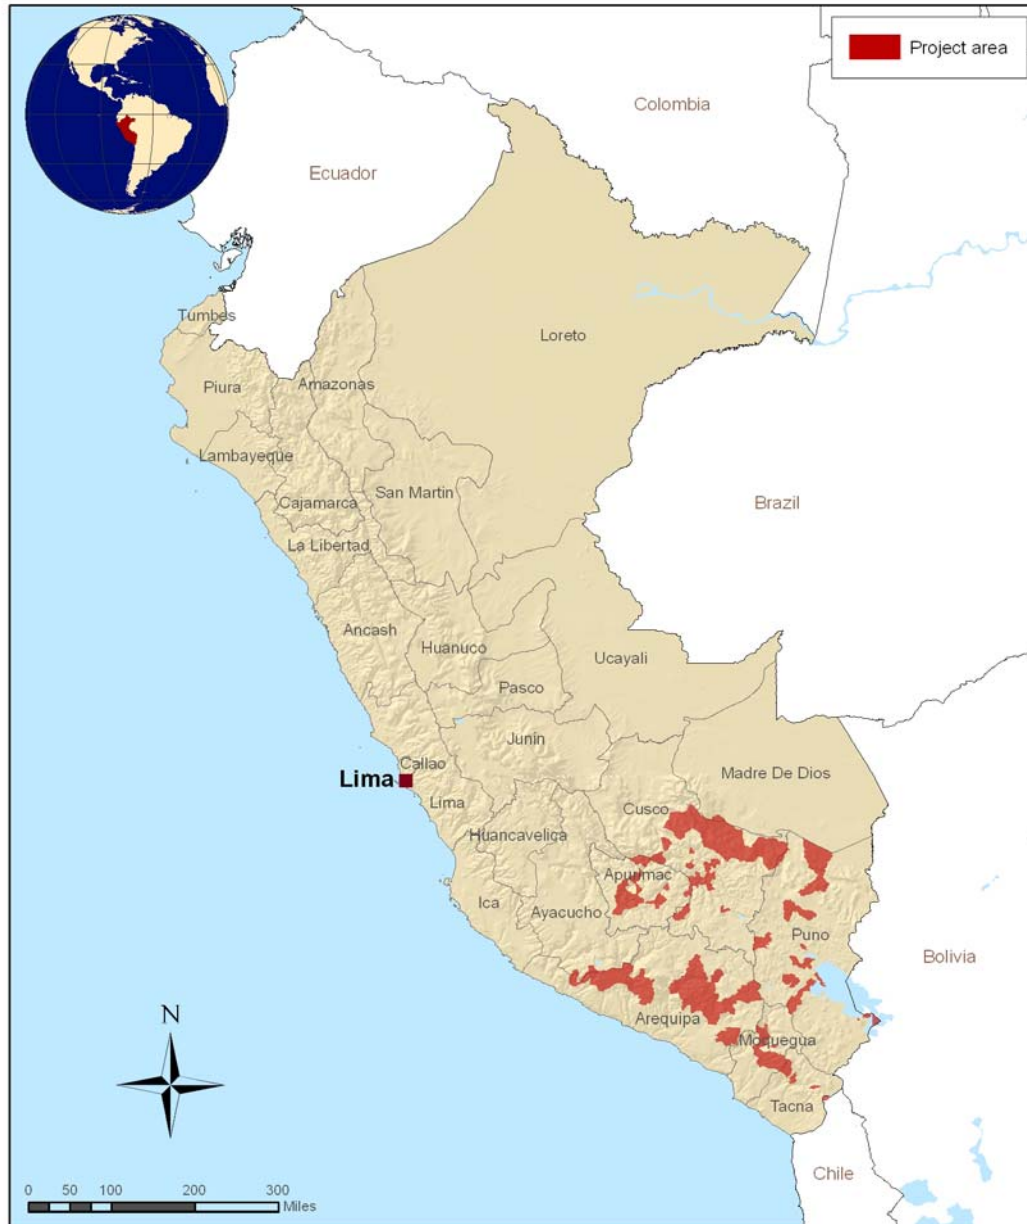 Project area
Colombia
Ecuador
Tumbes
Loreto
Piura
Amazonas
Lambayeque
San Martin
Cajamarca
Brazil
La Libertad
Ancash
Huanuco
Ucayali
Pasco
Junin
Callao
Madre De Dios
Lima
Lima
Cusco
Huancavelica
Apurimac
Ica
Ayacucho
Puno
Bolivia
Arequipa
Moquegua
N
Tacna
Chile
0 50 100 200 300
Miles